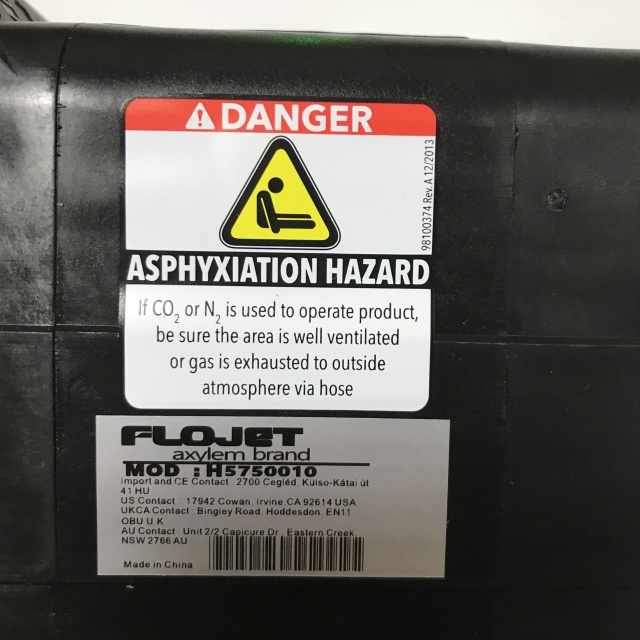 DANGER
98100374 Rev. A 12/2013
ASPHYXIATION HAZARD
If CO₂ or N₂ is used to operate product,
be sure the area is well ventilated
or gas is exhausted to outside
atmosphere via hose
FLOJET
a xylem brand
MOD : H5750010
Import and CE Contact : 2700 Cegléd, Külso-Kátai út
41 HU
US Contact : 17942 Cowan, Irvine,CA 92614 USA
UKCA Contact : Bingley Road, Hoddesdon, EN11
OBU U.K
AU Contact : Unit 2/2 Capicure Dr, Eastern Creek
NSW 2766 AU
Made in China